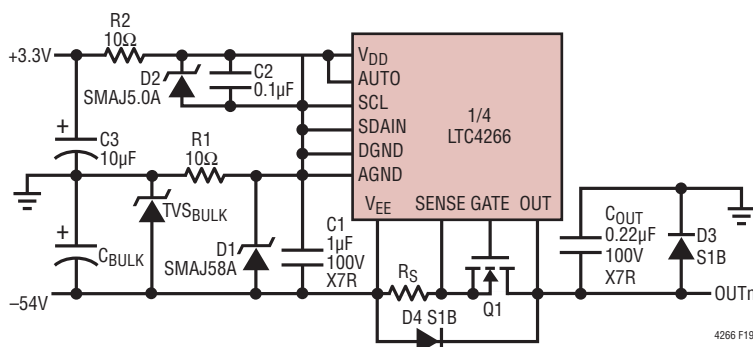 R2
10Ω
+3.3V
D2
SMAJ5.0A
C2
0.1µF
VDD
AUTO
SCL
SDAIN
DGND
AGND
1/4
LTC4266
+
C3
10µF
R1
10Ω
VEE
SENSE
GATE
OUT
TVSBULK
+
CBULK
D1
SMAJ58A
C1
1µF
100V
X7R
COUT
0.22µF
100V
X7R
D3
S1B
–54V
RS
Q1
OUTn
D4 S1B
4266 F19